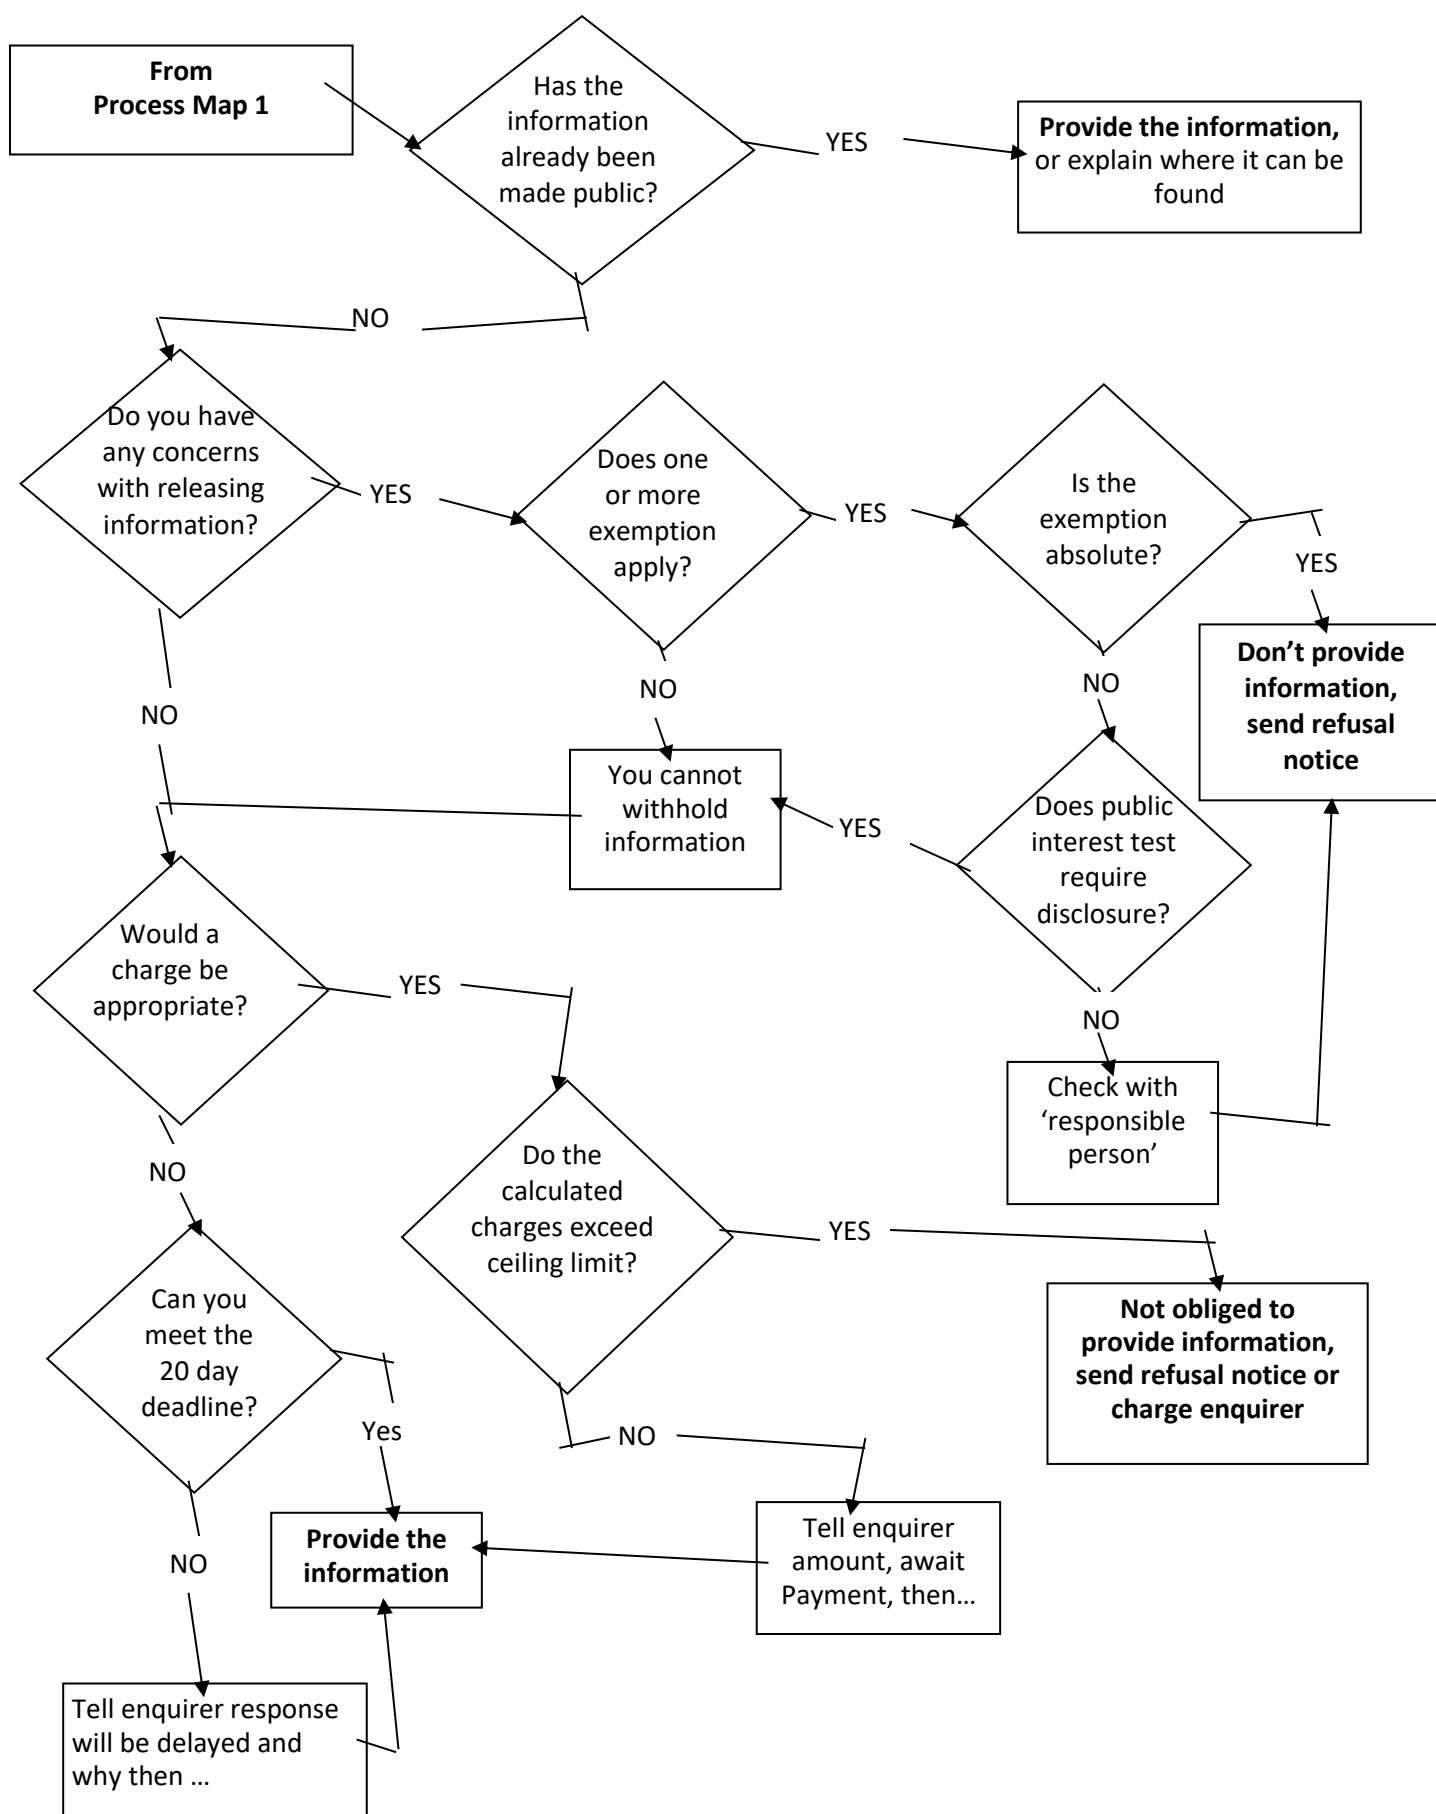 From
Process Map 1
Has the
information
already been
made public?
YES
Provide the information,
or explain where it can be
found
NO
Do you have
any concerns
with releasing
information?
YES
Does one
or more
exemption
apply?
YES
Is the
exemption
absolute?
YES
Don’t provide
information,
send refusal
notice
NO
NO
NO
You cannot
withhold
information
YES
Does public
interest test
require
disclosure?
Would a
charge be
appropriate?
YES
NO
Check with
‘responsible
person’
NO
Do the
calculated
charges exceed
ceiling limit?
YES
Not obliged to
provide information,
send refusal notice or
charge enquirer
Can you
meet the
20 day
deadline?
Yes
NO
NO
Provide the
information
Tell enquirer
amount, await
Payment, then…
Tell enquirer response
will be delayed and
why then …